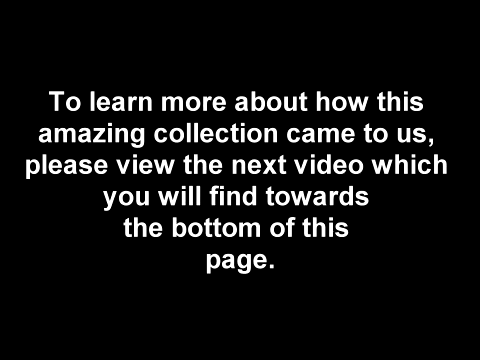 To learn more about how this
amazing collection came to us,
please view the next video which
you will find towards
the bottom of this
page.